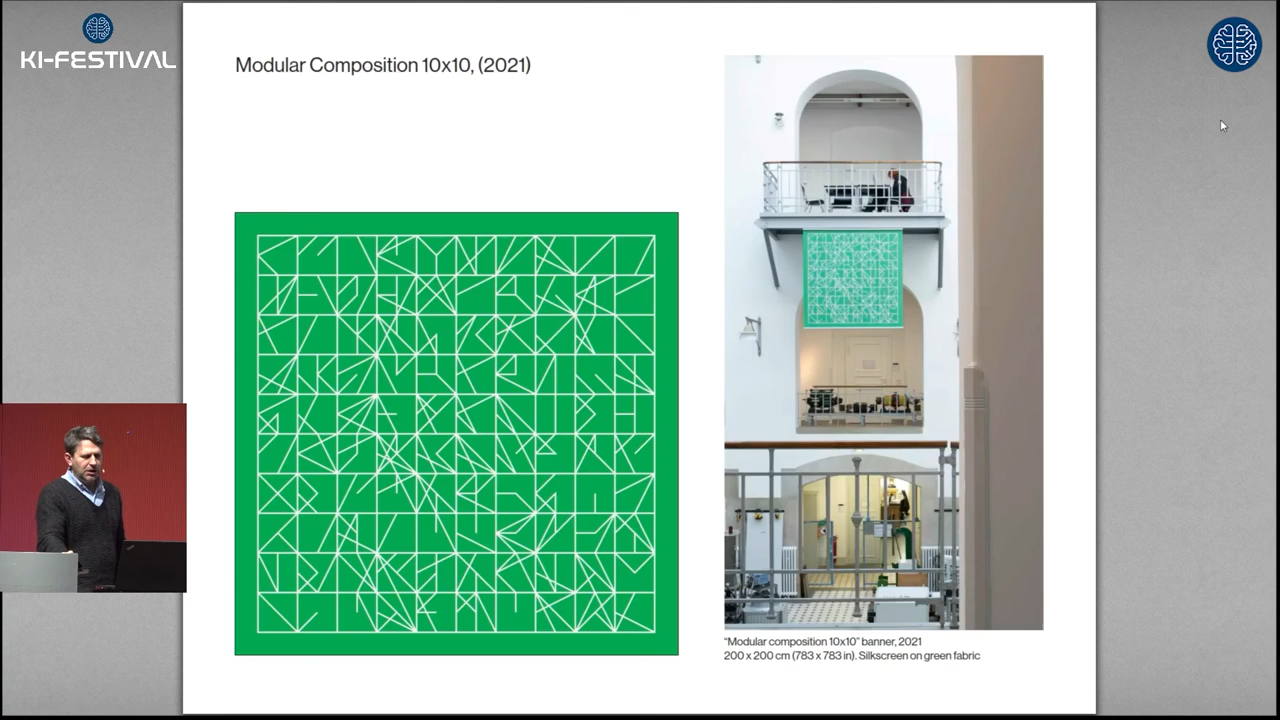 KI-FESTIVAL
Modular Composition 10x10, (2021)
"Modular composition 10x10" banner, 2021
200 x 200 cm (783 x 783 in). Silkscreen on green fabric